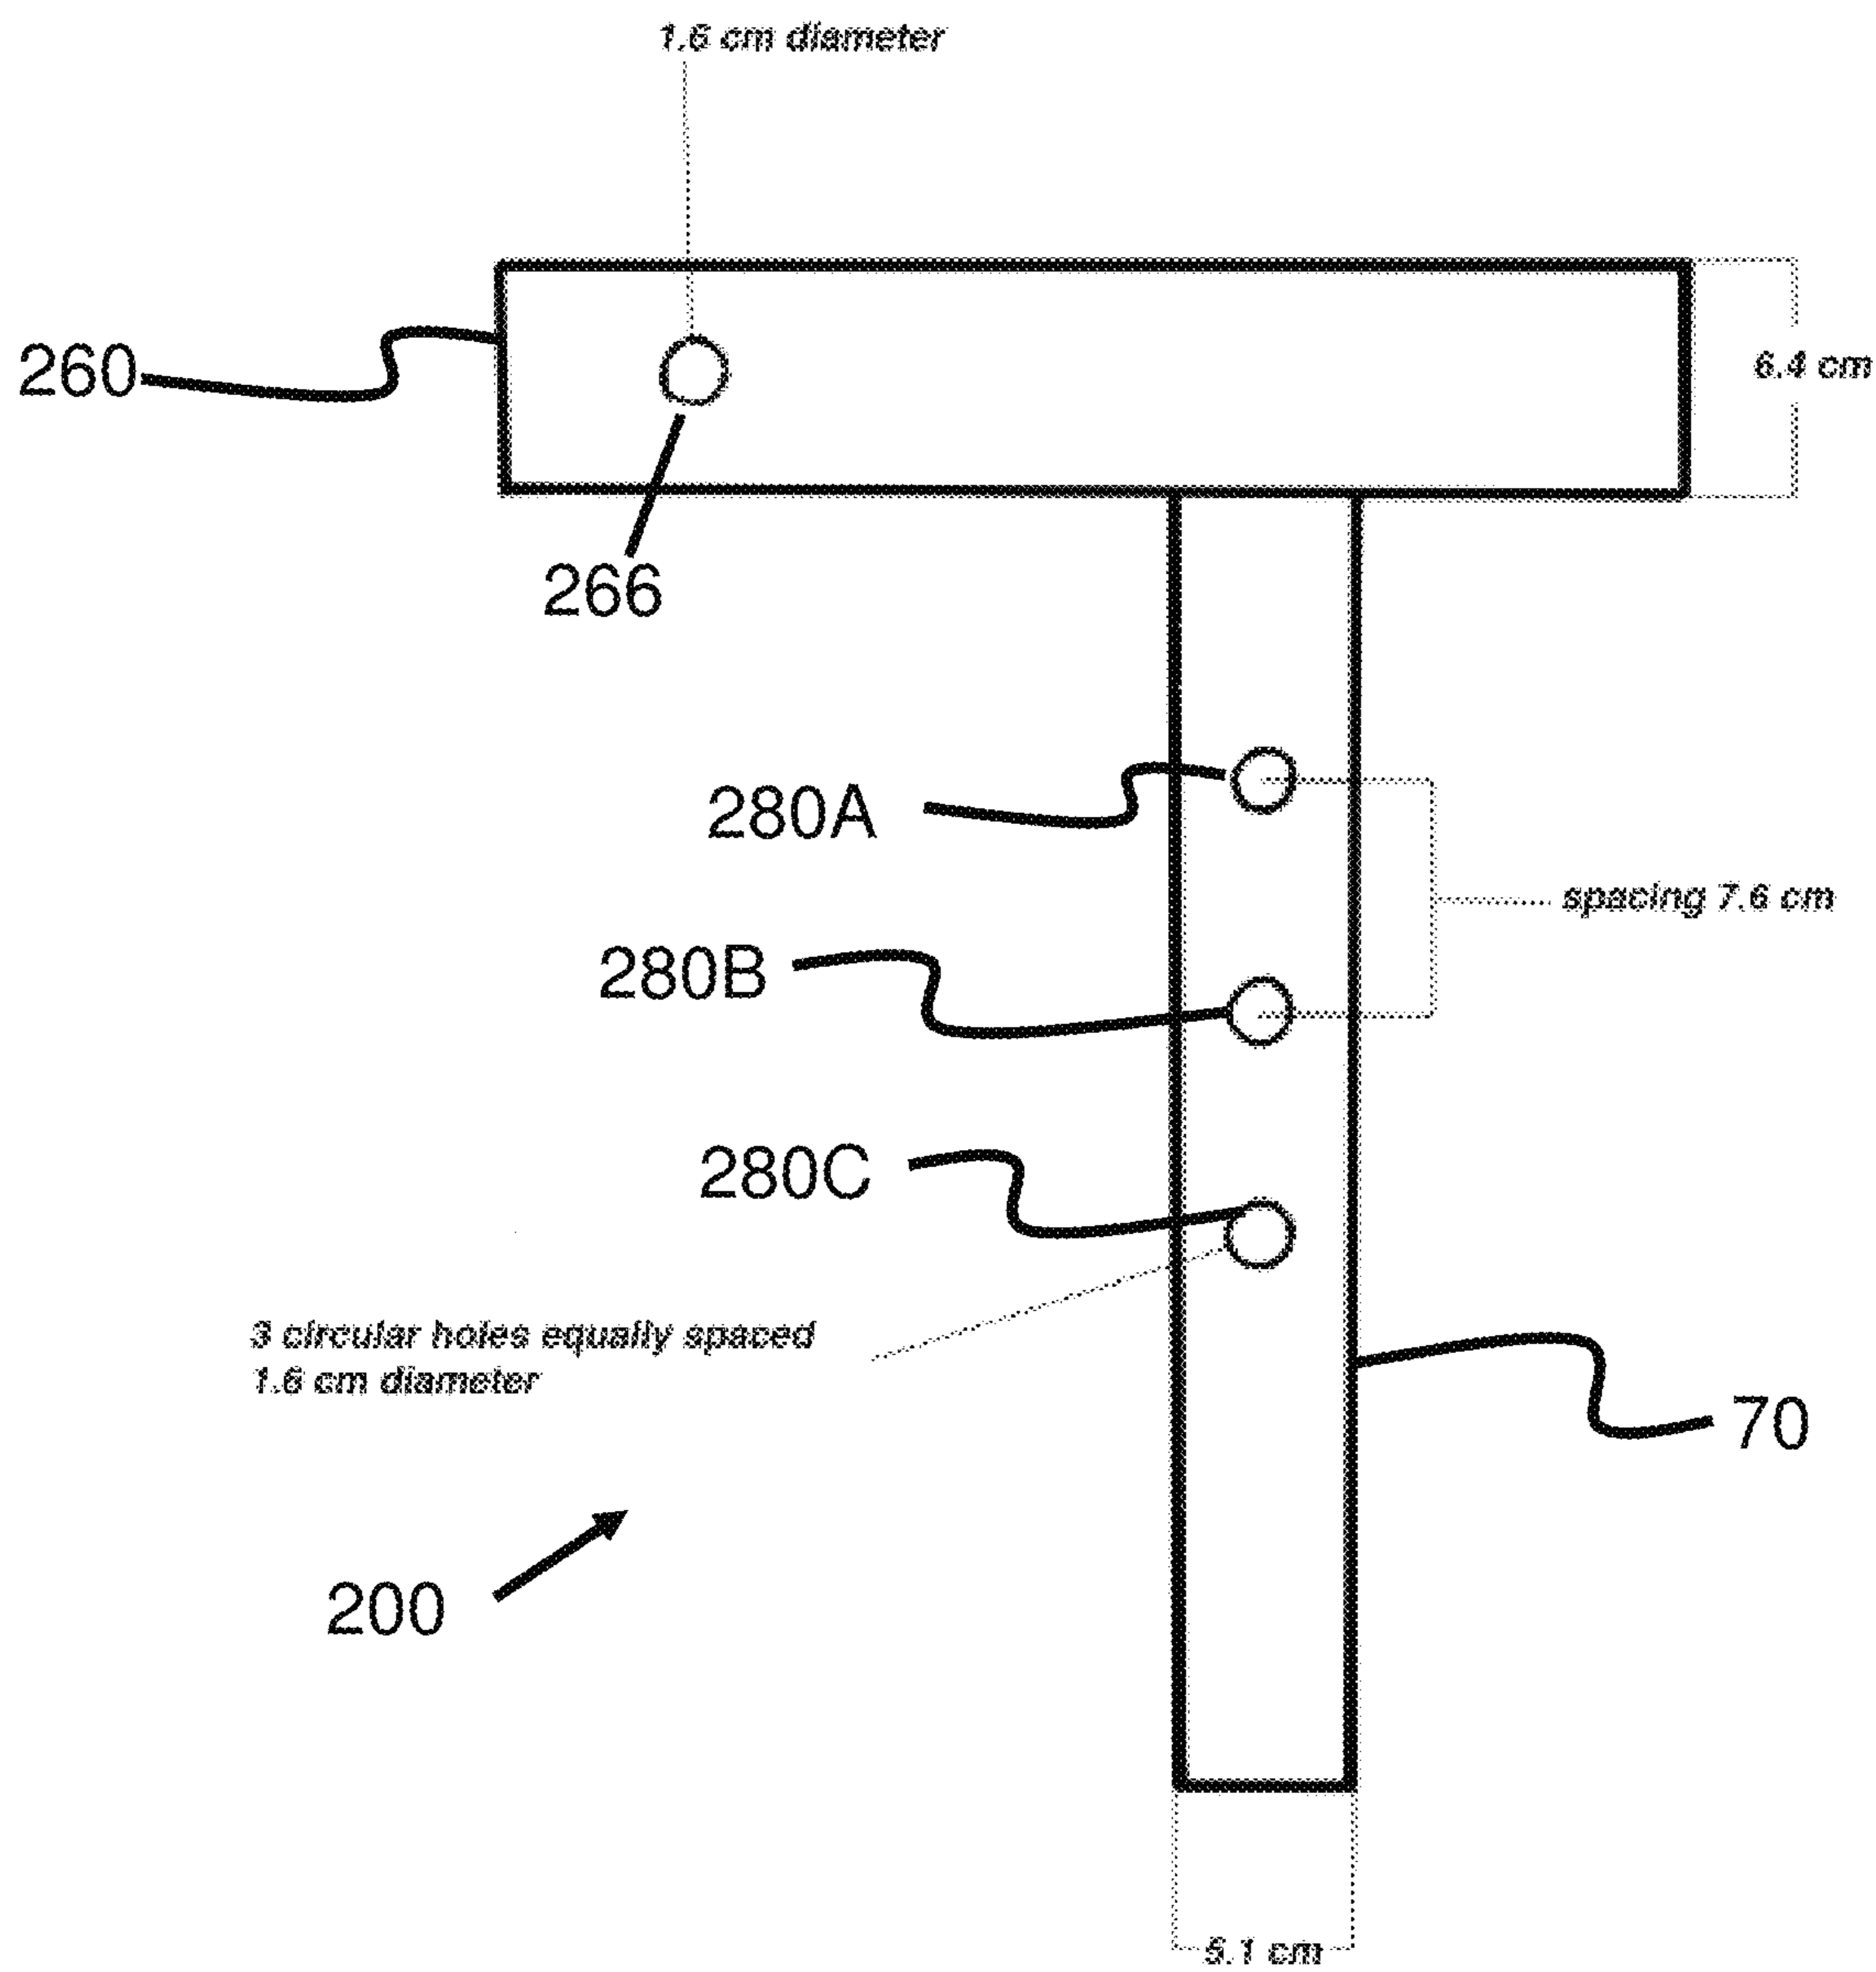 1.6 cm diameter
260
6.4 cm
266
280A
spacing 7.6 cm
280B
280C
3 circular holes equally spaced
1.6 cm diameter
70
200
5.1 cm